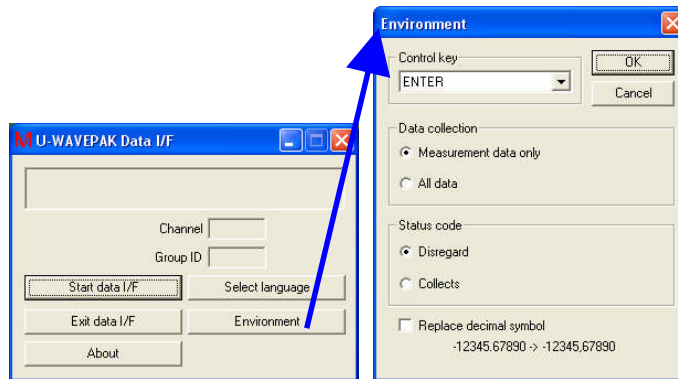 M U-WAVEPAK Data I/F
Channel
Group ID
Start data I/F
Select language
Exit data I/F
Environment
About
Environment
Control key
ENTER
OK
Cancel
Data collection
Measurement data only
All data
Status code
Disregard
Collects
Replace decimal symbol
-12345.67890 -> -12345,67890